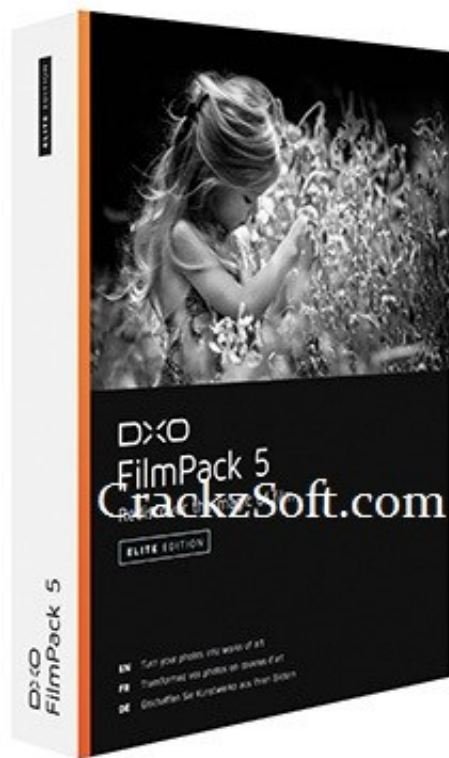 ELITE EDITION
DXO
FilmPack 5
CrackzSoft.com
ELITE EDITION
EN Turn your photos into works of art
FR Transformez vos photos en œuvres d'art
DE Erschaffen Sie Kunstwerke aus Ihren Bildern
DXO
FilmPack 5